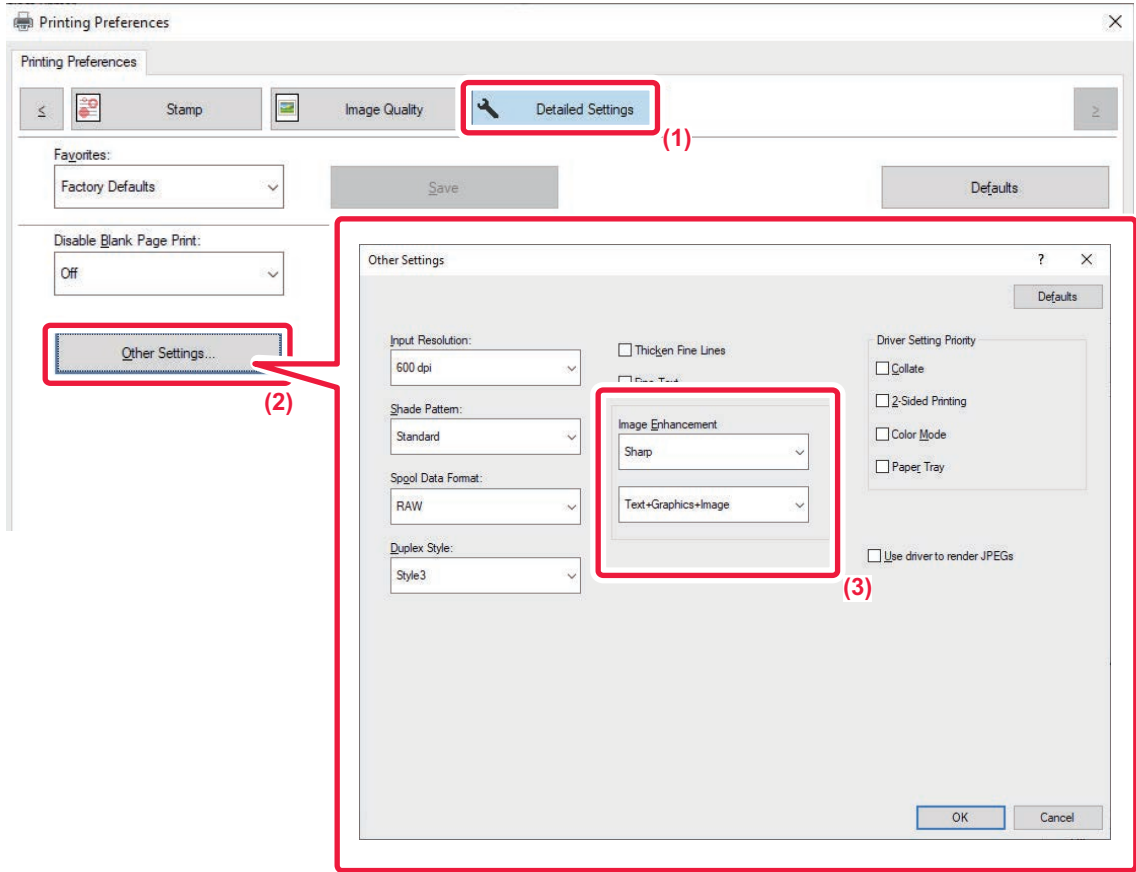 Printing Preferences
Printing Preferences
<
Stamp
Image Quality
Detailed Settings
>
(1)
Favorites:
Factory Defaults
Save
Defaults
Disable Blank Page Print:
Off
Other Settings...
(2)
Other Settings
?
Defaults
Input Resolution:
600 dpi
Shade Pattern:
Standard
Spool Data Format:
RAW
Duplex Style:
Style3
Thicken Fine Lines
Fine Text
Image Enhancement
Sharp
Text+Graphics+Image
(3)
Driver Setting Priority
Collate
2-Sided Printing
Color Mode
Paper Tray
Use driver to render JPEGs
OK
Cancel